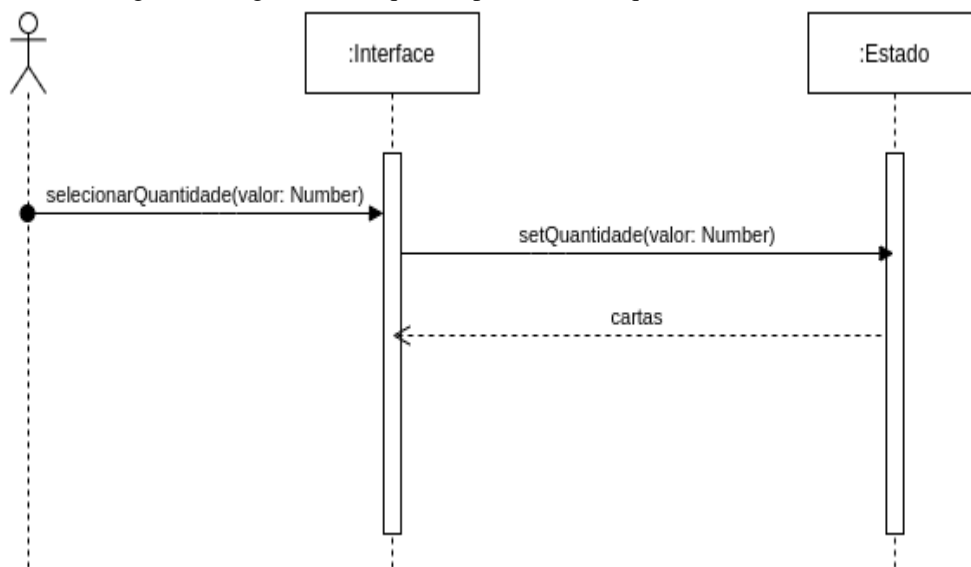 :Interface
:Estado
selecionarQuantidade(valor: Number)
setQuantidade(valor: Number)
cartas